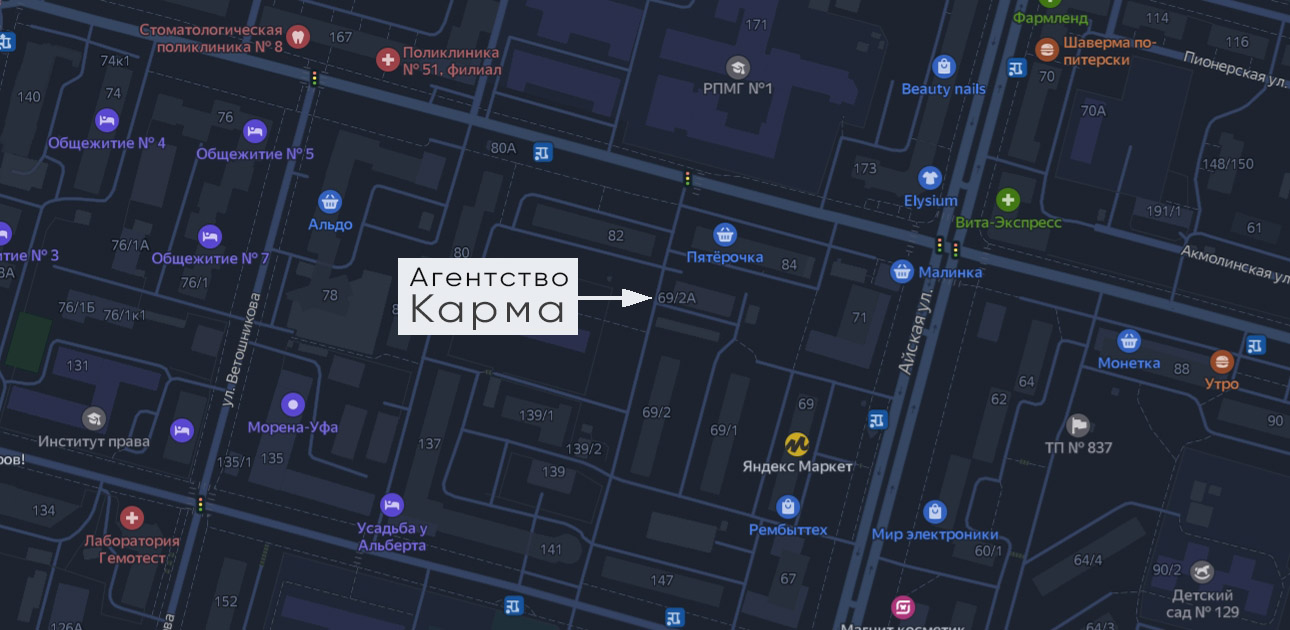 Стоматологическая
поликлиника № 8
167
171
Фармленд
114
Шаверма по-
питерски
116
Поликлиника
№ 51, филиал
74к1
Пионерская ул.
70
РПМГ №1
Beauty nails
140
74
70А
76
Общежитие № 4
Общежитие № 5
80А
173
148/150
Elysium
Альдо
191/1
Вита-Экспресс
61
82
76/1А
Общежитие № 7
80
Пятёрочка
84
Малинка
Акмолинская ул.
76/1
78
Агентство
Карма
69/2А
76/1Б
76/1к1
71
Айская ул.
ул. Ветошникова
131
Монетка
88
Утро
64
62
69
69/2
69/1
139/1
90
Морена-Уфа
Институт права
137
139/2
ТП № 837
135/1
135
139
Яндекс Маркет
134
Лаборатория
Гемотест
Усадьба у
Альберта
Рембыттех
Мир электроники
141
60/1
64/4
147
67
90/2
152
Детский
сад № 129
126А
64/3
Магнит косметик